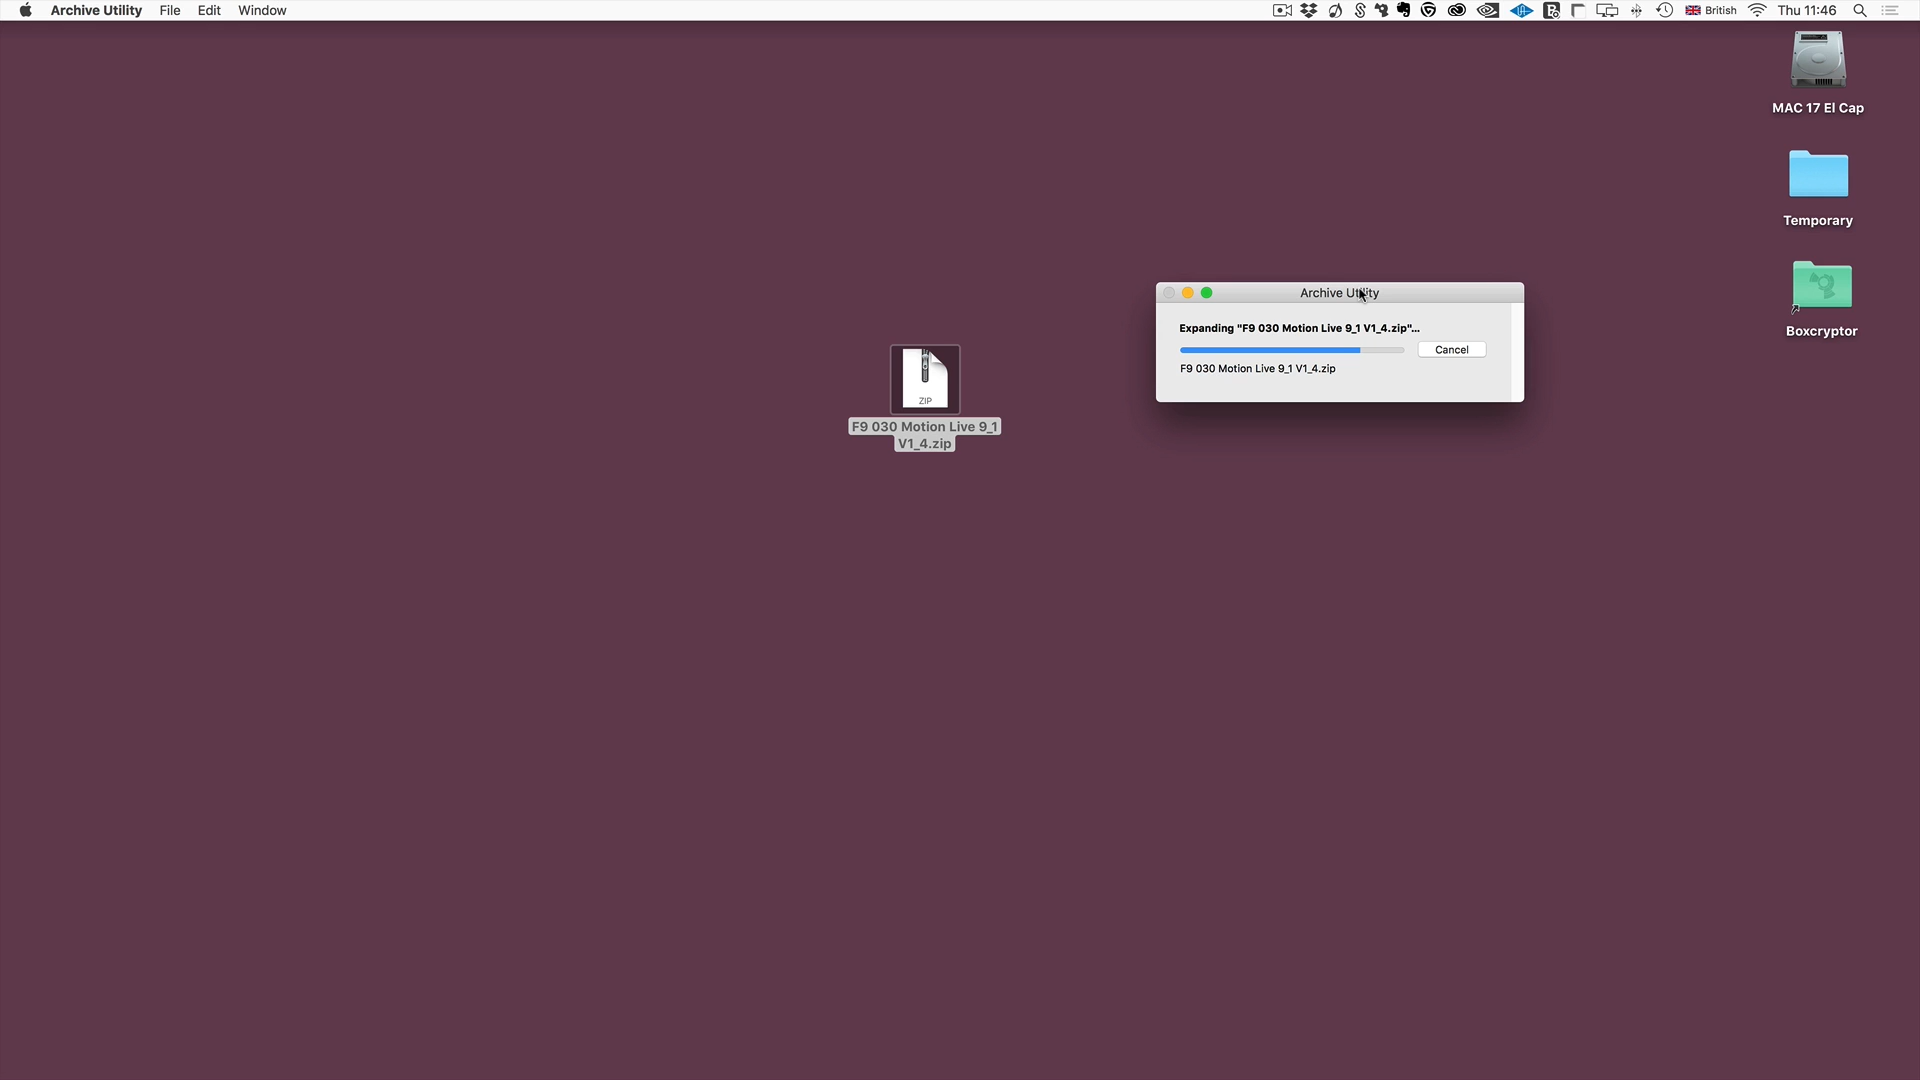 Archive Utility File Edit Window British Thu 11:46
MAC 17 El Cap
Temporary
Boxcryptor
Archive Utility
Expanding "F9 030 Motion Live 9_1 V1_4.zip"...
Cancel
F9 030 Motion Live 9_1 V1_4.zip
ZIP
F9 030 Motion Live 9_1
V1_4.zip